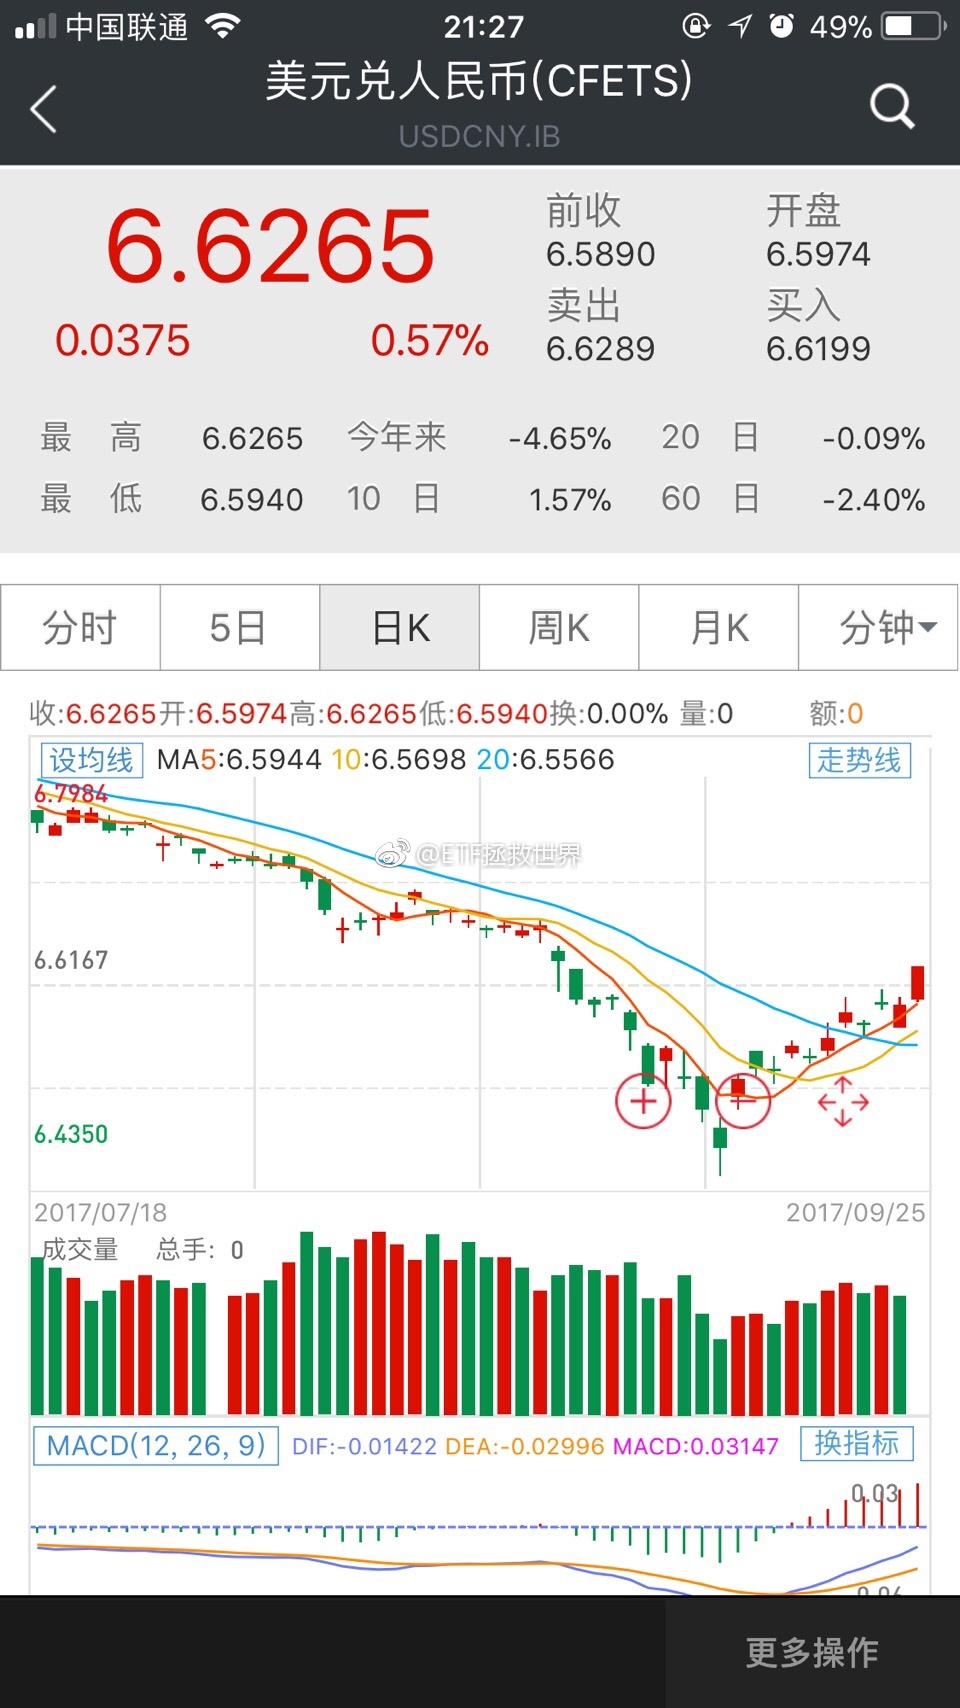 中国联通 21:27 49%
美元兑人民币(CFETS)
USDCNY.IB
6.6265
0.0375 0.57%
前收 开盘
6.5890 6.5974
卖出 买入
6.6289 6.6199
最高 6.6265 今年来 -4.65% 20日 -0.09%
最低 6.5940 10日 1.57% 60日 -2.40%
分时 5日 日K 周K 月K 分钟
收:6.6265开:6.5974高:6.6265低:6.5940换:0.00% 量:0 额:0
设均线 MA5:6.5944 10:6.5698 20:6.5566 走势线
6.7984
@ETF拯救世界
6.6167
6.4350
2017/07/18 2017/09/25
成交量 总手: 0
MACD(12, 26, 9) DIF:-0.01422 DEA:-0.02996 MACD:0.03147 换指标
0.03
更多操作